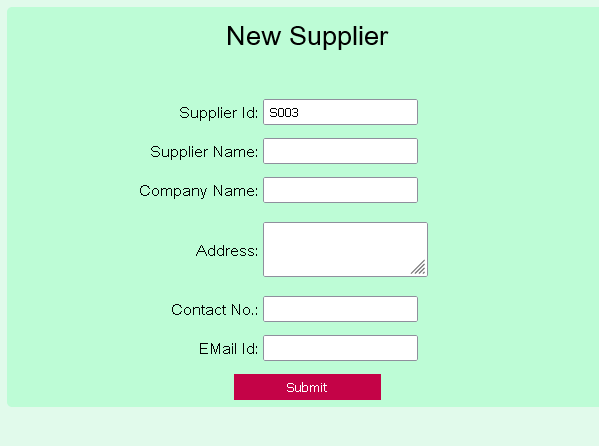 New Supplier
Supplier Id: S003
Supplier Name:
Company Name:
Address:
Contact No.:
EMail Id:
Submit